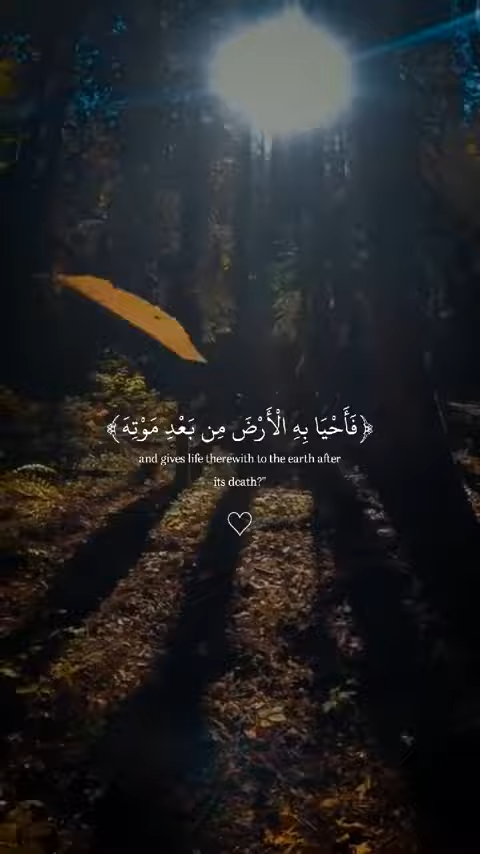 ﴿فَأَحْيَا بِهِ الْأَرْضَ مِن بَعْدِ مَوْتِهَ﴾
and gives life therewith to the earth after
its death?"